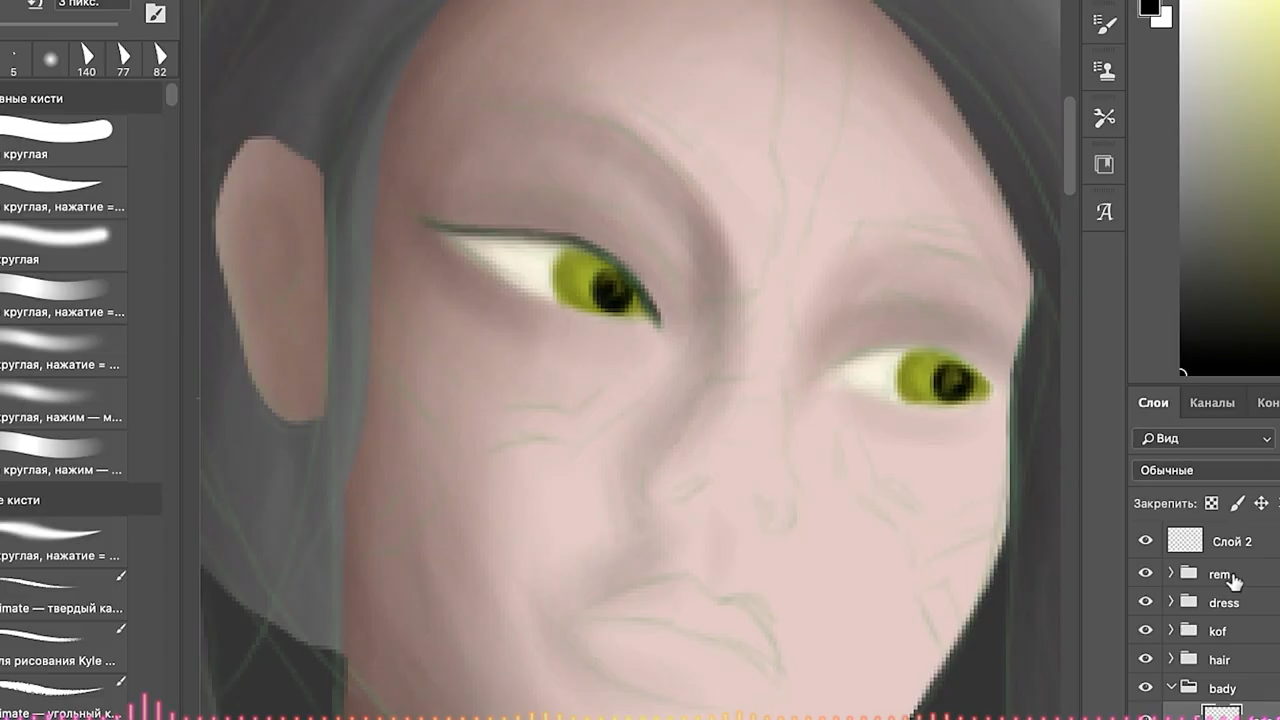 3 пикс.
5
140
77
82
вные кисти
круглая
круглая, нажатие =...
круглая
круглая, нажатие =...
круглая, нажатие = ...
круглая, нажим — м...
круглая, нажим — ...
е кисти
круглая, нажатие = ...
imate — твердый ка...
ля рисования Kyle ...
imate — угольный к...
A
Слои
Каналы
Кон
Вид
Обычные
Закрепить:
Слой 2
rem
dress
kof
hair
bady